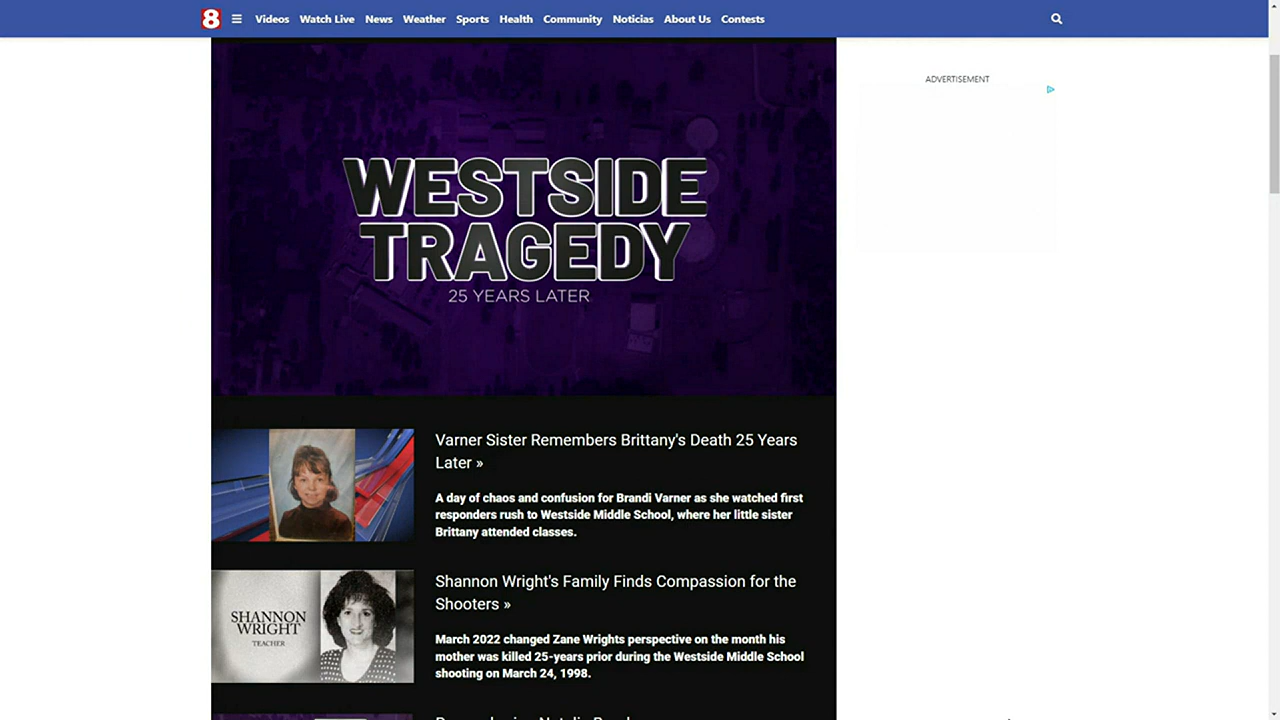 8
Videos Watch Live News Weather Sports Health Community Noticias About Us Contests
ADVERTISEMENT
WESTSIDE
TRAGEDY
25 YEARS LATER
Varner Sister Remembers Brittany's Death 25 Years
Later »
A day of chaos and confusion for Brandi Varner as she watched first
responders rush to Westside Middle School, where her little sister
Brittany attended classes.
SHANNON
WRIGHT
TEACHER
Shannon Wright's Family Finds Compassion for the
Shooters »
March 2022 changed Zane Wrights perspective on the month his
mother was killed 25-years prior during the Westside Middle School
shooting on March 24, 1998.